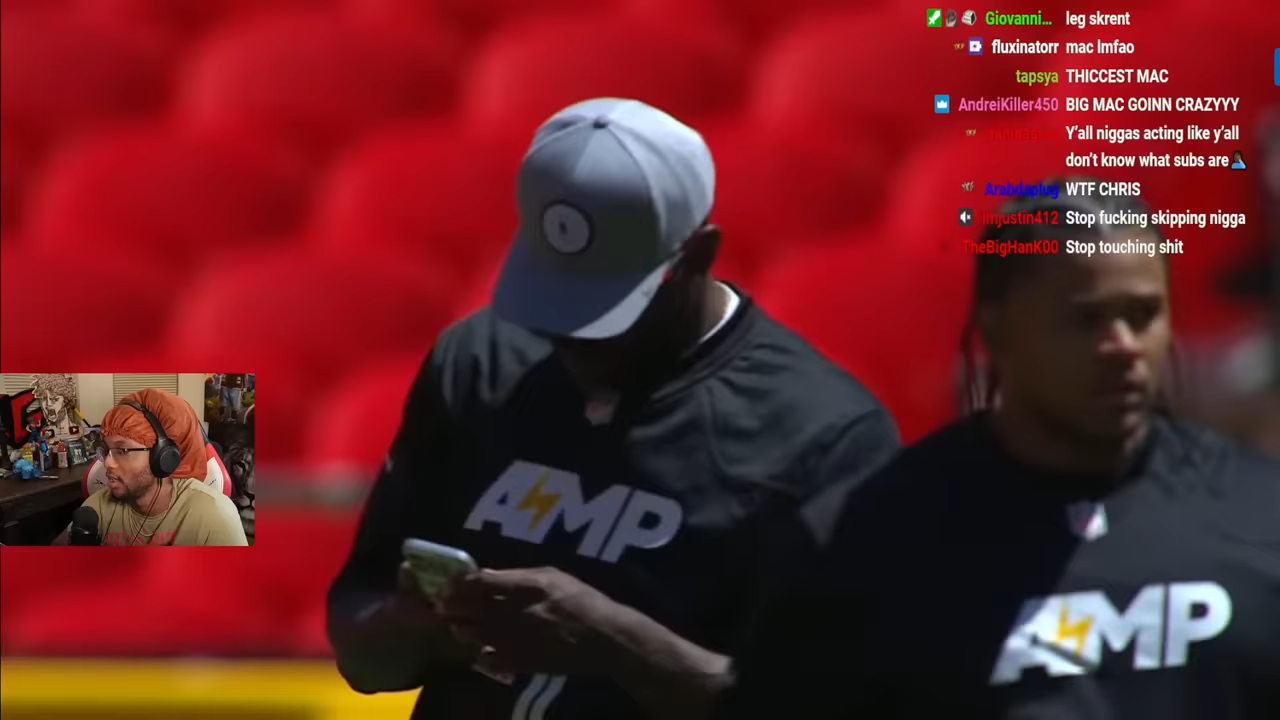 Giovanni... leg skrent
fluxinatorr mac lmfao
tapsya THICCEST MAC
AndreiKiller450 BIG MAC GOINN CRAZYYY
Y'all niggas acting like y'all
don't know what subs are
Arabdaplug WTF CHRIS
imjustin412 Stop fucking skipping nigga
TheBigHanK00 Stop touching shit
AMP
AMP